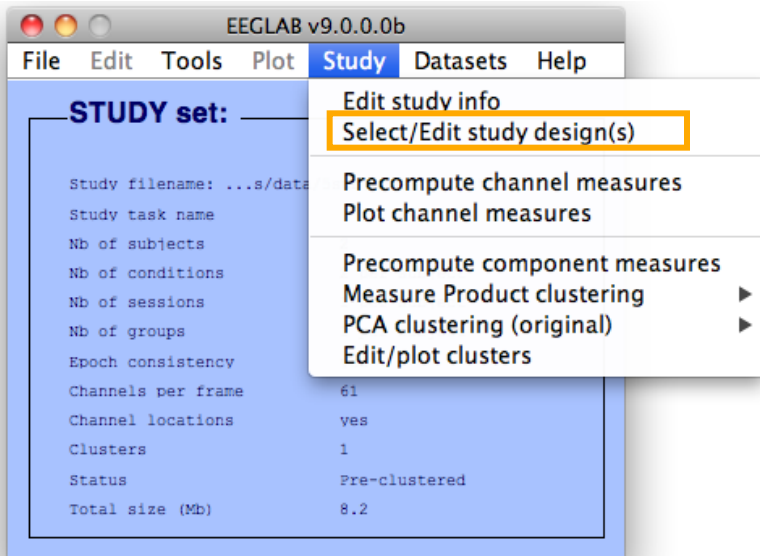 EEGLAB v9.0.0.0b
File Edit Tools Plot Study Datasets Help
Edit study info
Select/Edit study design(s)
Precompute channel measures
Plot channel measures
Precompute component measures
Measure Product clustering
PCA clustering (original)
Edit/plot clusters
STUDY set:
Study filename: ...s/data
Study task name
Nb of subjects
Nb of conditions
Nb of sessions
Nb of groups
Epoch consistency
Channels per frame 61
Channel locations yes
Clusters 1
Status Pre-clustered
Total size (Mb) 8.2